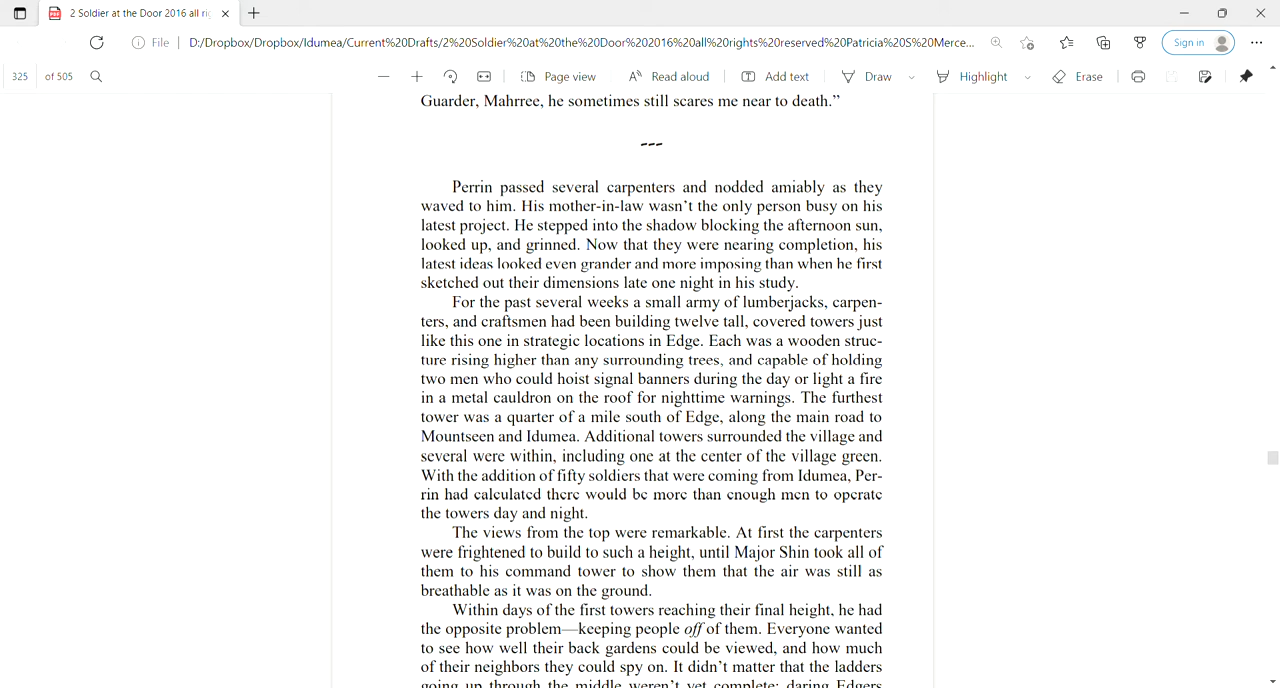 2 Soldier at the Door 2016 all ri
File D:/Dropbox/Dropbox/Idumea/Current%20Drafts/2%20Soldier%20at%20the%20Door%202016%20all%20rights%20reserved%20Patricia%20S%20Merce... Sign in
325 of 505 Page view Read aloud Add text Draw Highlight Erase
Guarder, Mahrree, he sometimes still scares me near to death.”
---
Perrin passed several carpenters and nodded amiably as they
waved to him. His mother-in-law wasn’t the only person busy on his
latest project. He stepped into the shadow blocking the afternoon sun,
looked up, and grinned. Now that they were nearing completion, his
latest ideas looked even grander and more imposing than when he first
sketched out their dimensions late one night in his study.
For the past several weeks a small army of lumberjacks, carpen-
ters, and craftsmen had been building twelve tall, covered towers just
like this one in strategic locations in Edge. Each was a wooden struc-
ture rising higher than any surrounding trees, and capable of holding
two men who could hoist signal banners during the day or light a fire
in a metal cauldron on the roof for nighttime warnings. The furthest
tower was a quarter of a mile south of Edge, along the main road to
Mountseen and Idumea. Additional towers surrounded the village and
several were within, including one at the center of the village green.
With the addition of fifty soldiers that were coming from Idumea, Per-
rin had calculated there would be more than enough men to operate
the towers day and night.
The views from the top were remarkable. At first the carpenters
were frightened to build to such a height, until Major Shin took all of
them to his command tower to show them that the air was still as
breathable as it was on the ground.
Within days of the first towers reaching their final height, he had
the opposite problem—keeping people off of them. Everyone wanted
to see how well their back gardens could be viewed, and how much
of their neighbors they could spy on. It didn’t matter that the ladders
going up through the middle weren’t yet complete; daring Edgers